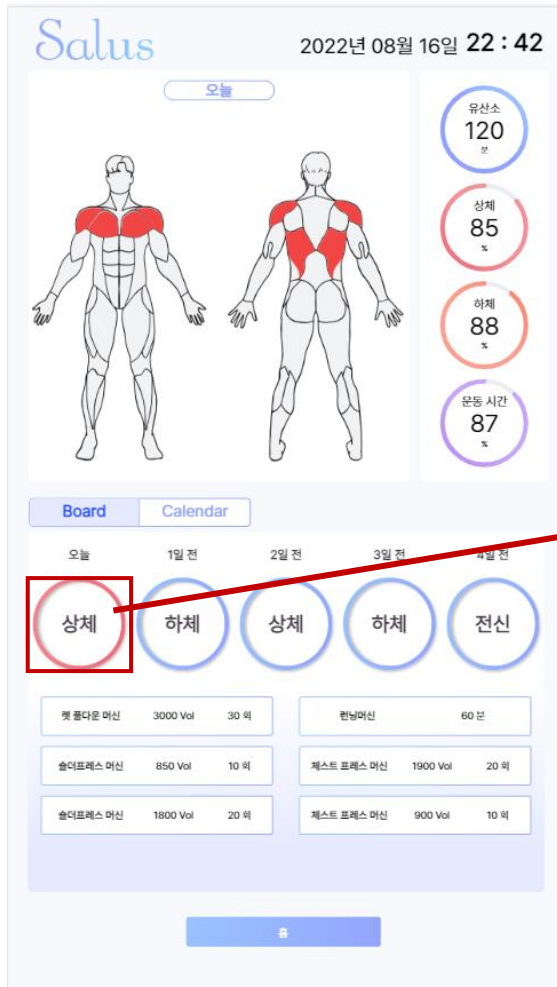 Salus
2022년 08월 16일 22 : 42
오늘
유산소
120
분
상체
85
%
하체
88
%
운동 시간
87
%
Board Calendar
오늘 1일 전 2일 전 3일 전 4일 전
상체 하체 상체 하체 전신
렛 풀다운 머신 3000 Vol 30 회 런닝머신 60 분
숄더프레스 머신 850 Vol 10 회 체스트 프레스 머신 1900 Vol 20 회
숄더프레스 머신 1800 Vol 20 회 체스트 프레스 머신 900 Vol 10 회
홈